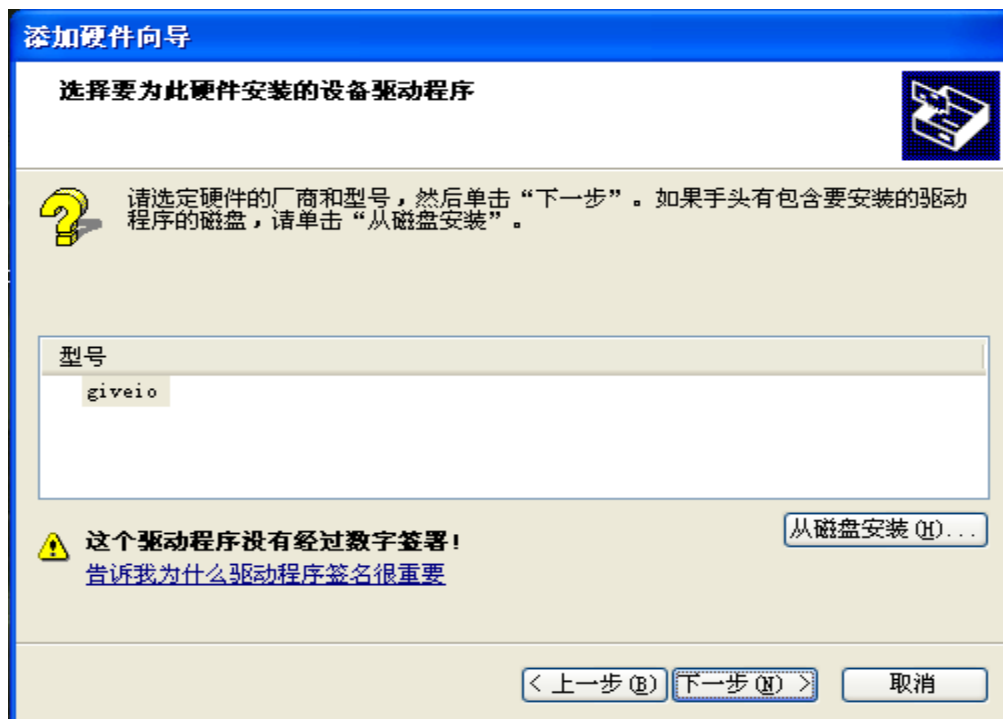 添加硬件向导
选择要为此硬件安装的设备驱动程序
请选定硬件的厂商和型号，然后单击“下一步”。如果手头有包含要安装的驱动
程序的磁盘，请单击“从磁盘安装”。
型号
giveio
这个驱动程序没有经过数字签署！
从磁盘安装(H)...
告诉我为什么驱动程序签名很重要
< 上一步(B)
下一步(N) >
取消